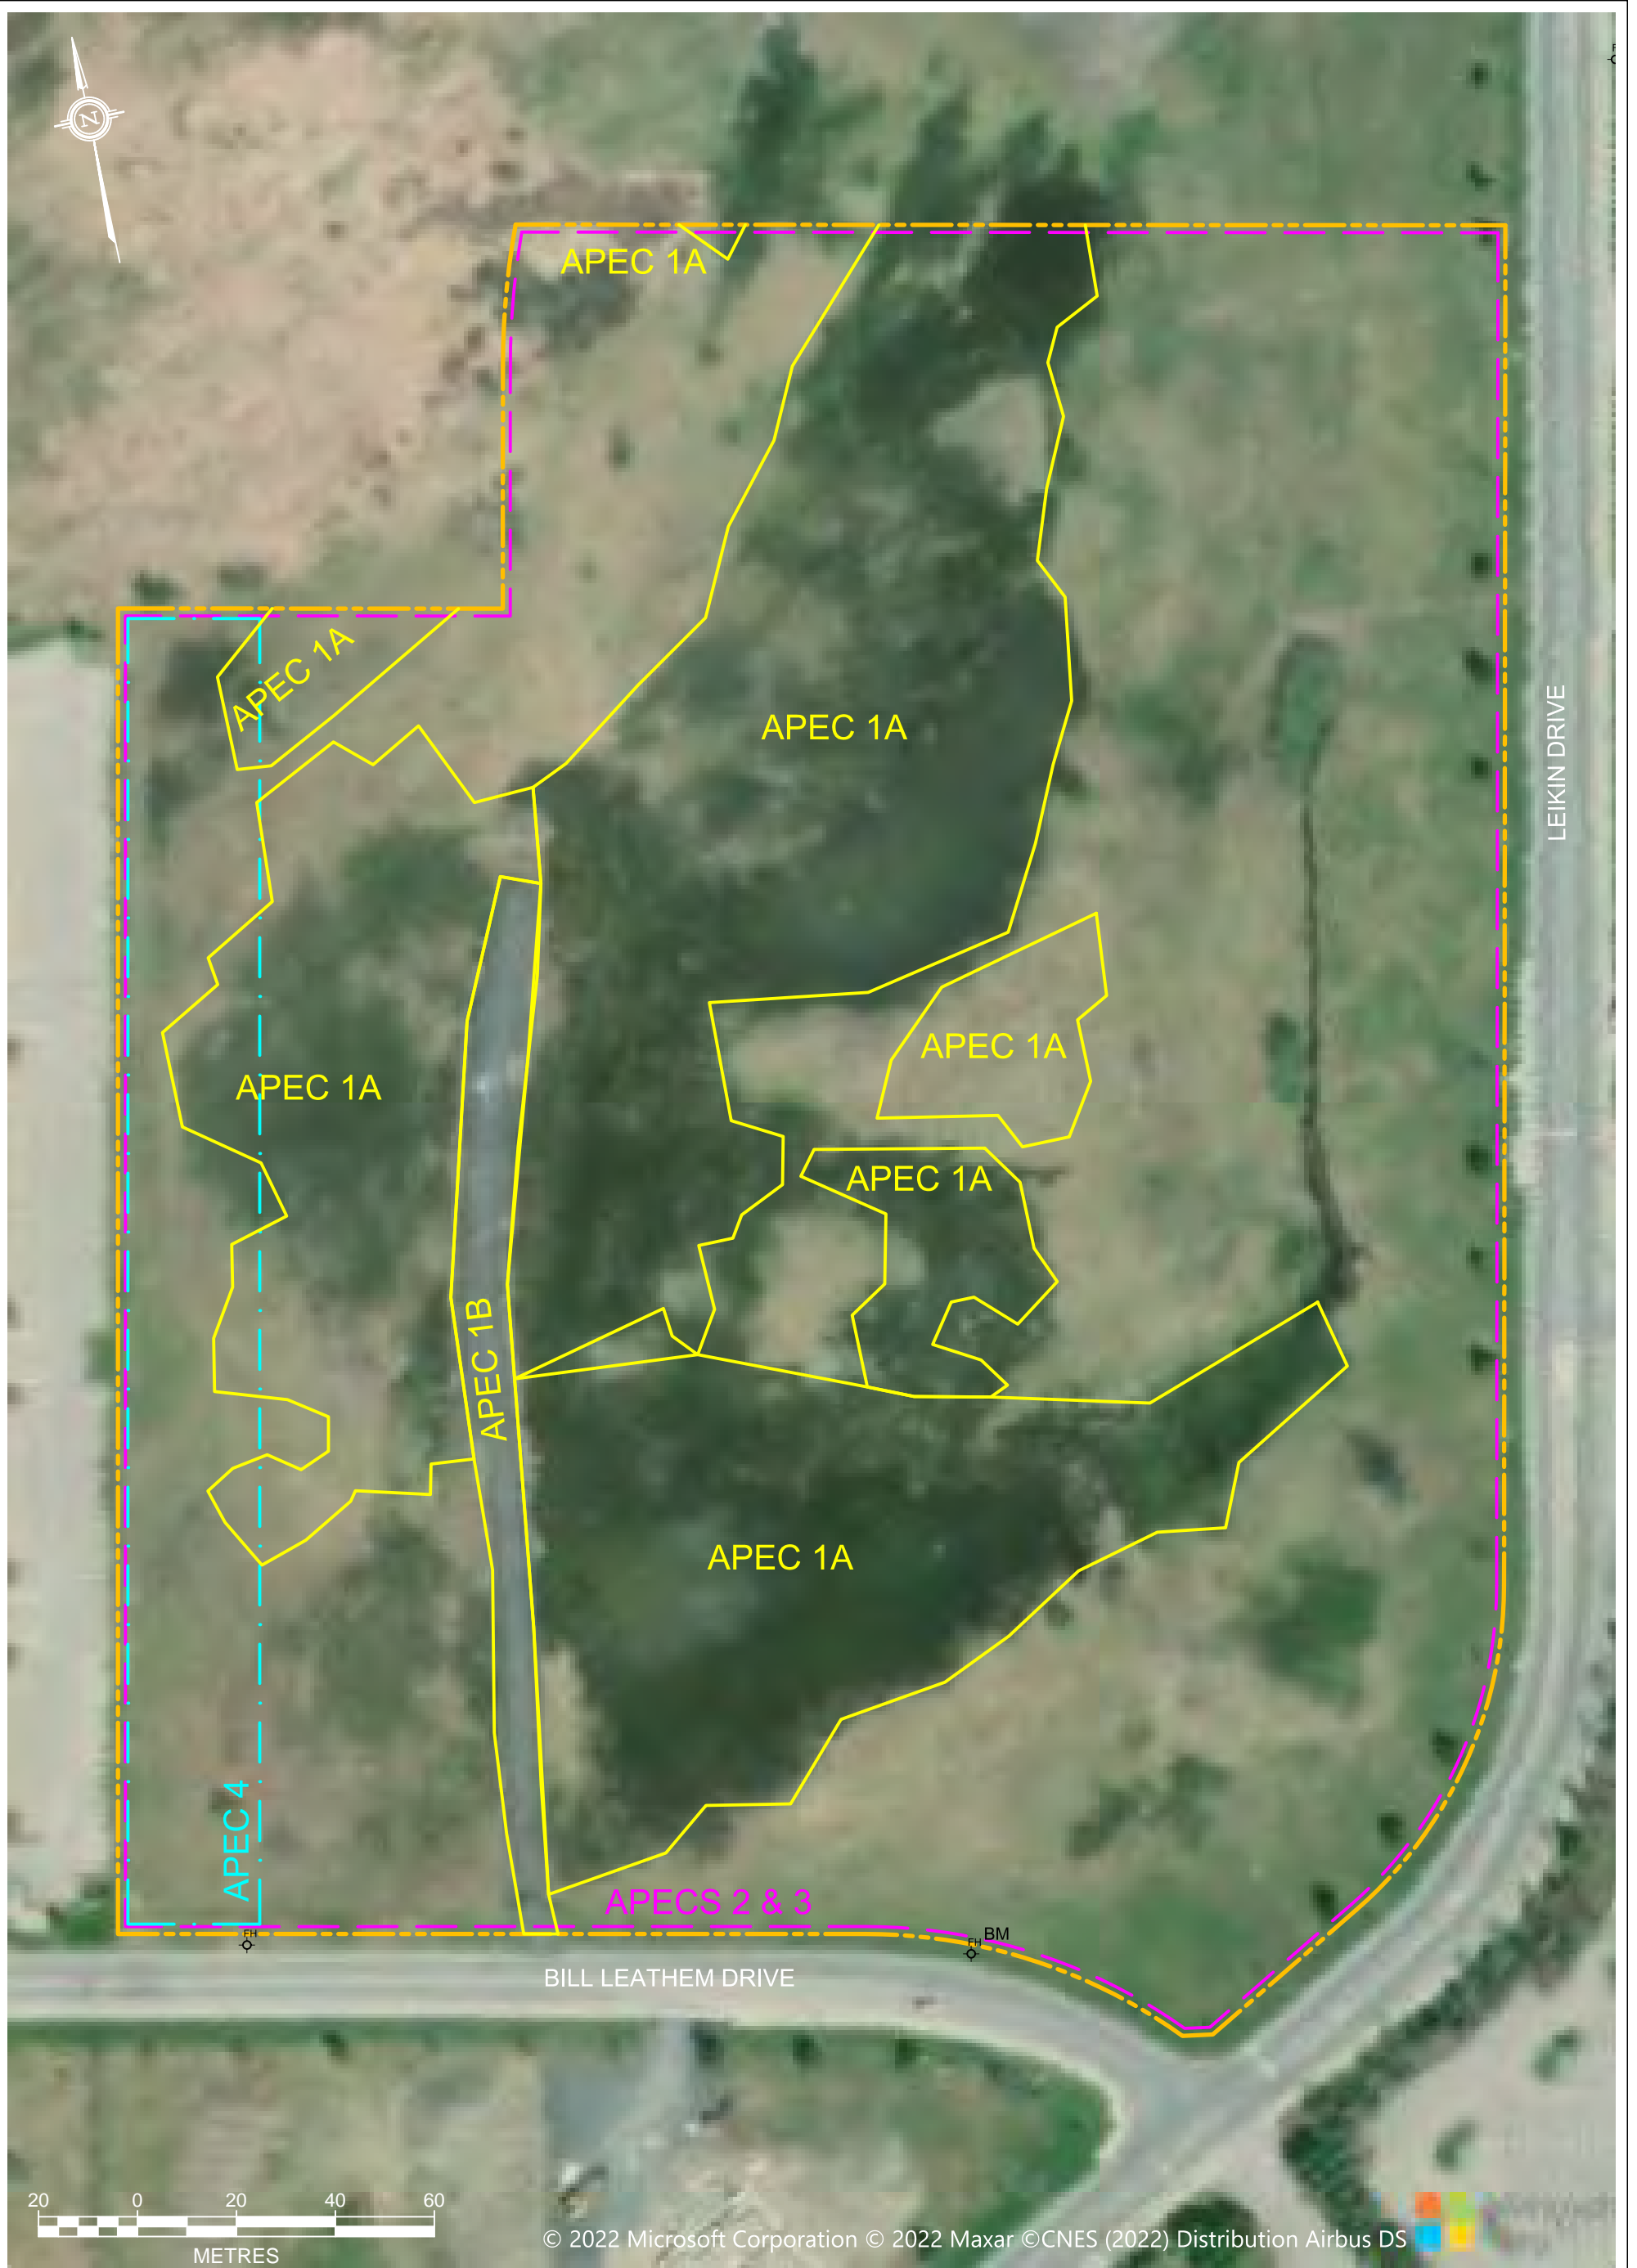 N
APEC 1A
APEC 1A
APEC 1A
LEIKIN DRIVE
APEC 1A
APEC 1A
APEC 1A
APEC 1B
APEC 1A
APEC 4
APECS 2 & 3
FH
FH
BM
BILL LEATHEM DRIVE
20 0 20 40 60
METRES
© 2022 Microsoft Corporation © 2022 Maxar ©CNES (2022) Distribution Airbus DS